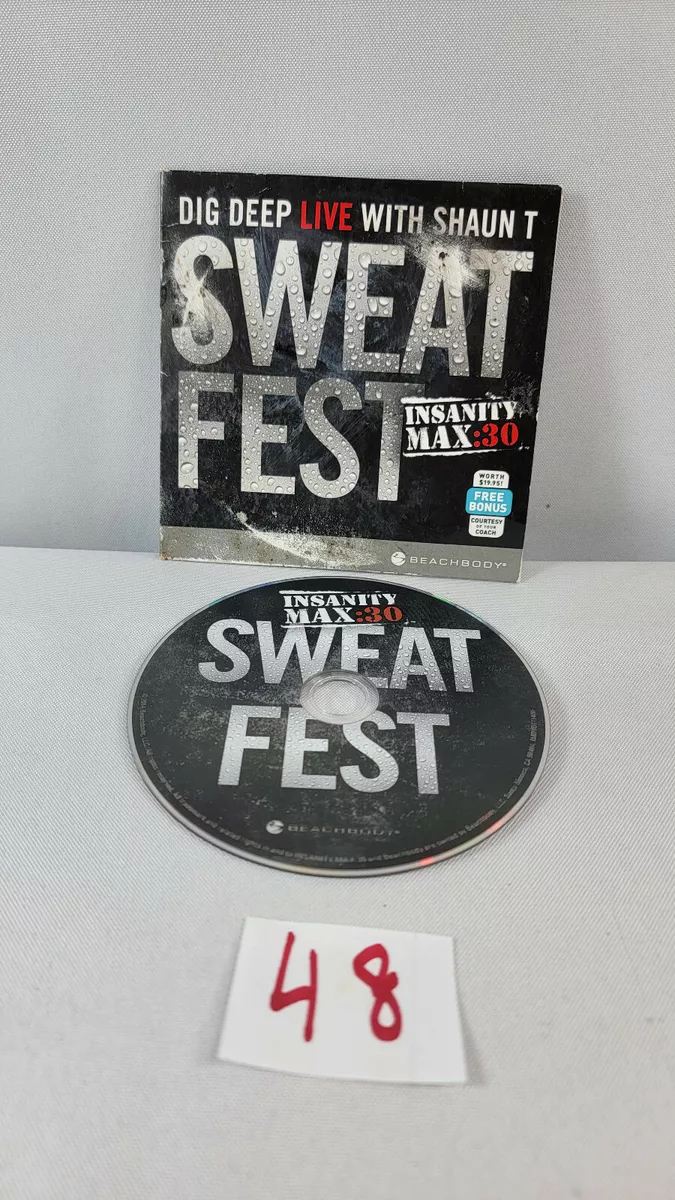 DIG DEEP LIVE WITH SHAUN T
SWEAT
FEST
INSANITY
MAX:30
WORTH
$19.95!
FREE
BONUS
COURTESY
OF YOUR
COACH
BEACHBODY®
INSANITY
MAX:30
SWEAT
FEST
BEACHBODY®
48